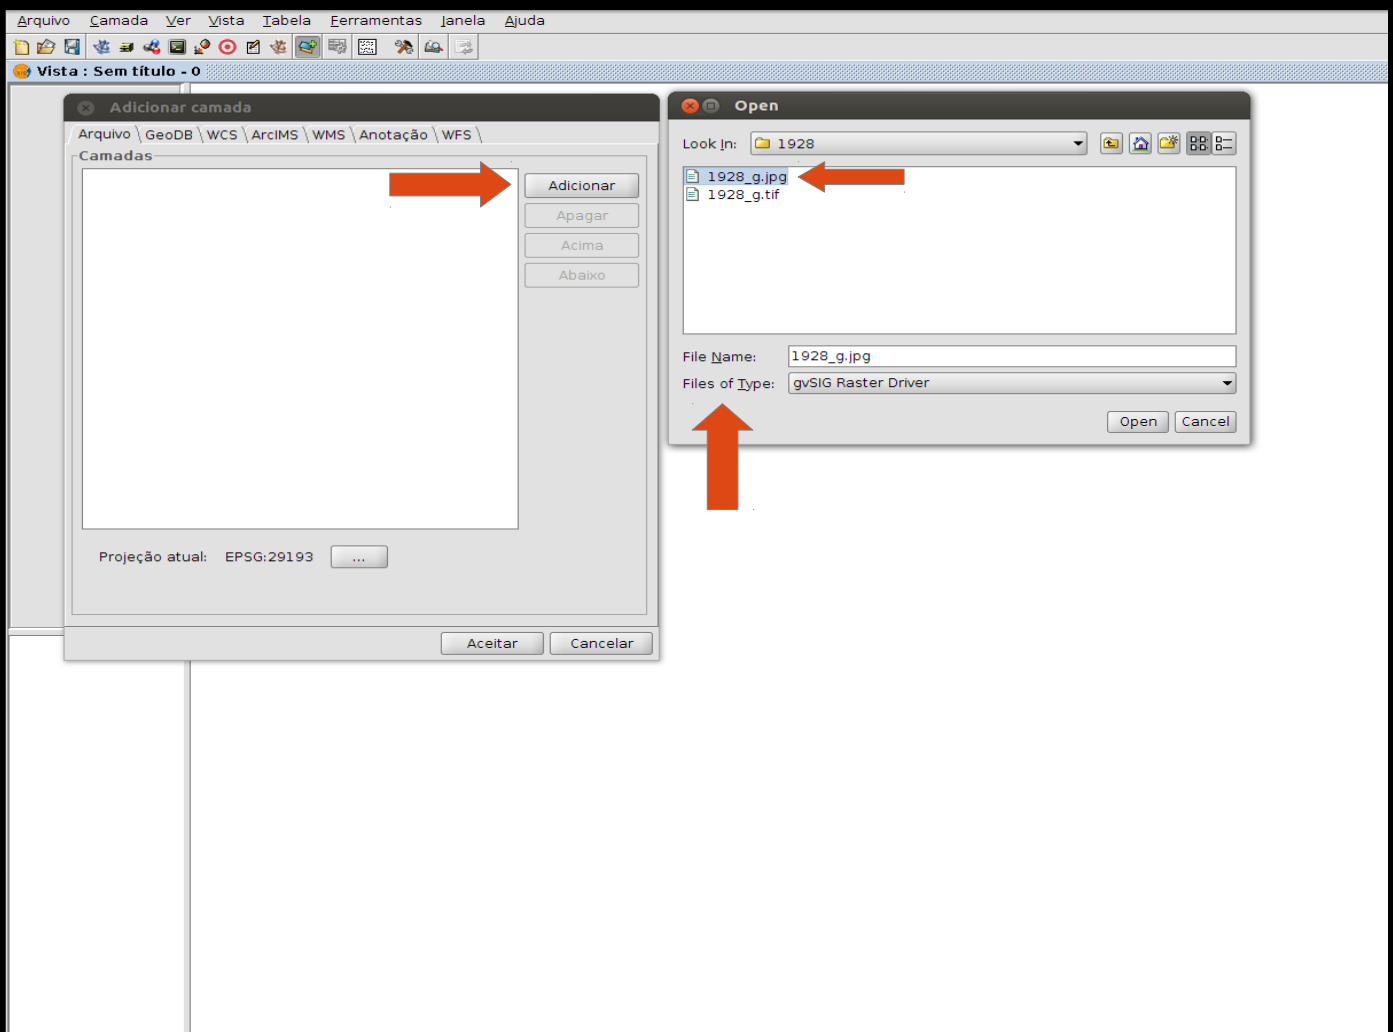 Arquivo Camada Ver Vista Tabela Ferramentas Janela Ajuda
Vista : Sem título - 0
Adicionar camada
Arquivo GeoDB WCS ArcIMS WMS Anotação WFS
Camadas
Adicionar
Apagar
Acima
Abaixo
Projeção atual: EPSG:29193 ...
Aceitar Cancelar
Open
Look In: 1928
1928_g.jpg
1928_g.tif
File Name: 1928_g.jpg
Files of Type: gvSIG Raster Driver
Open Cancel